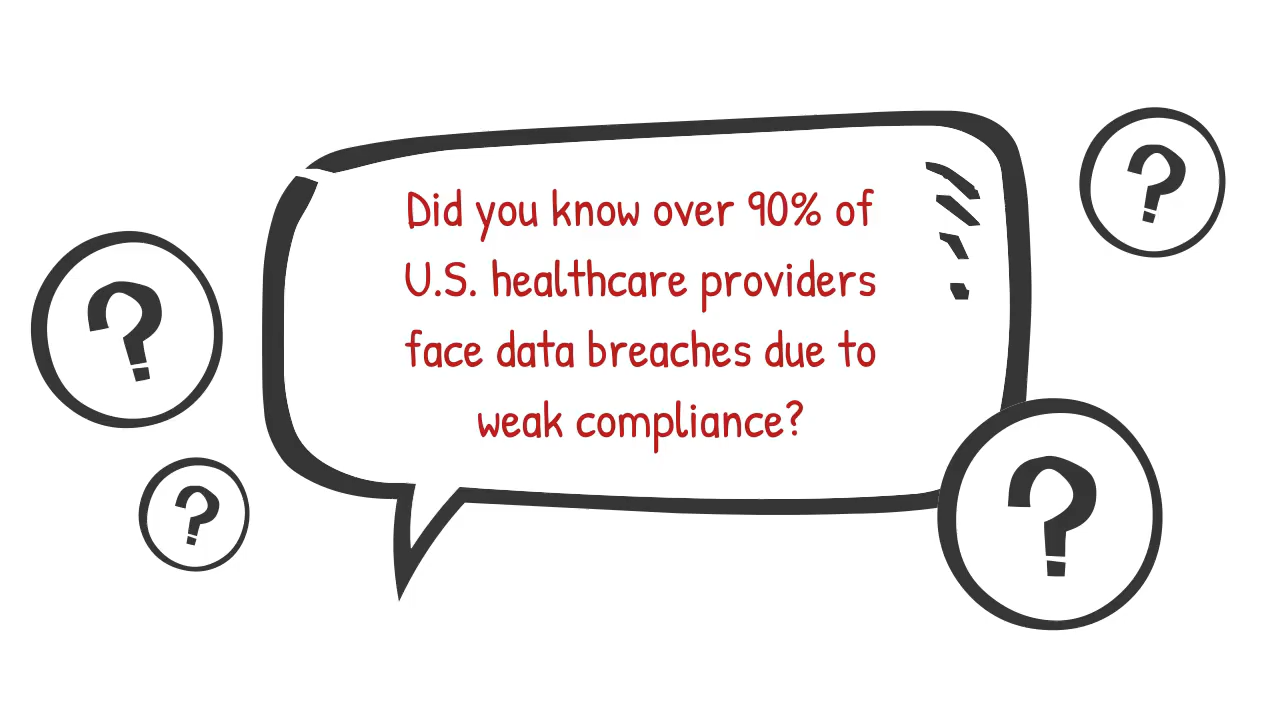 Did you know over 90% of
U.S. healthcare providers
face data breaches due to
weak compliance?
?
?
?
?